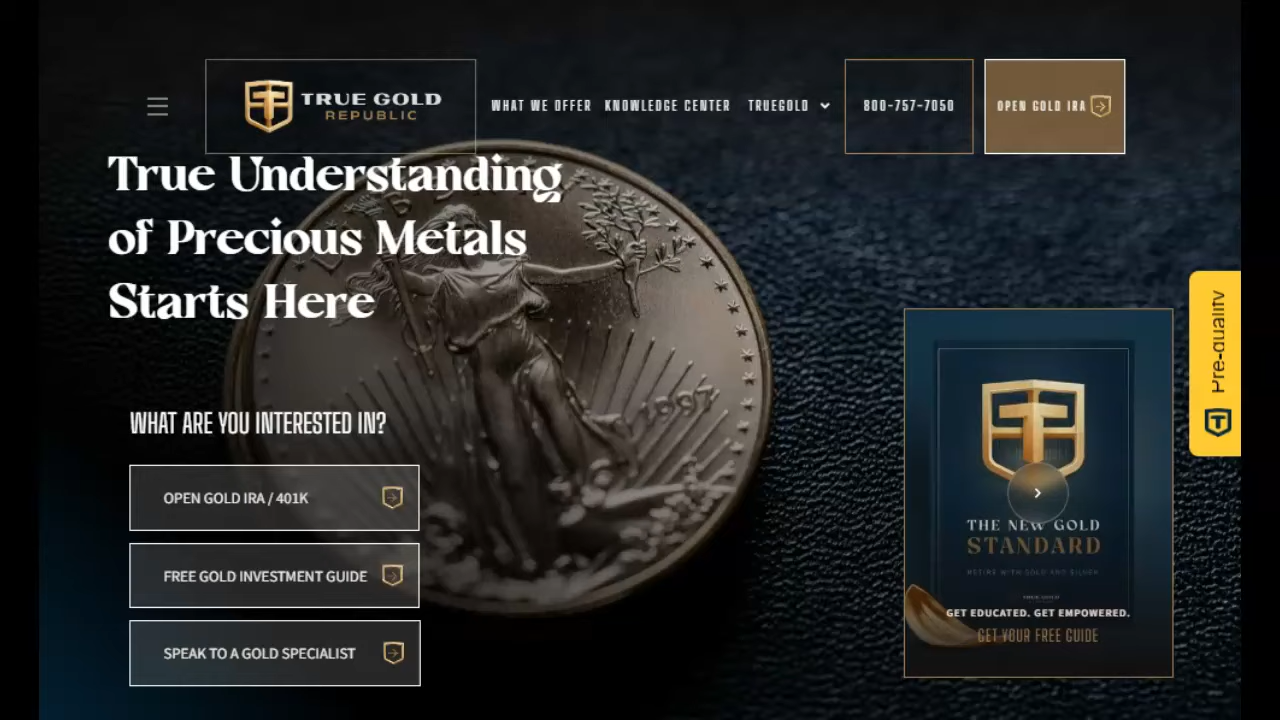 TRUE GOLD
REPUBLIC
WHAT WE OFFER
KNOWLEDGE CENTER
TRUEGOLD
800-757-7050
OPEN GOLD IRA
True Understanding
of Precious Metals
Starts Here
1897
WHAT ARE YOU INTERESTED IN?
OPEN GOLD IRA / 401K
FREE GOLD INVESTMENT GUIDE
SPEAK TO A GOLD SPECIALIST
THE NEW GOLD
STANDARD
RETIRE WITH GOLD AND SILVER
GET EDUCATED. GET EMPOWERED.
GET YOUR FREE GUIDE
Pre-qualify